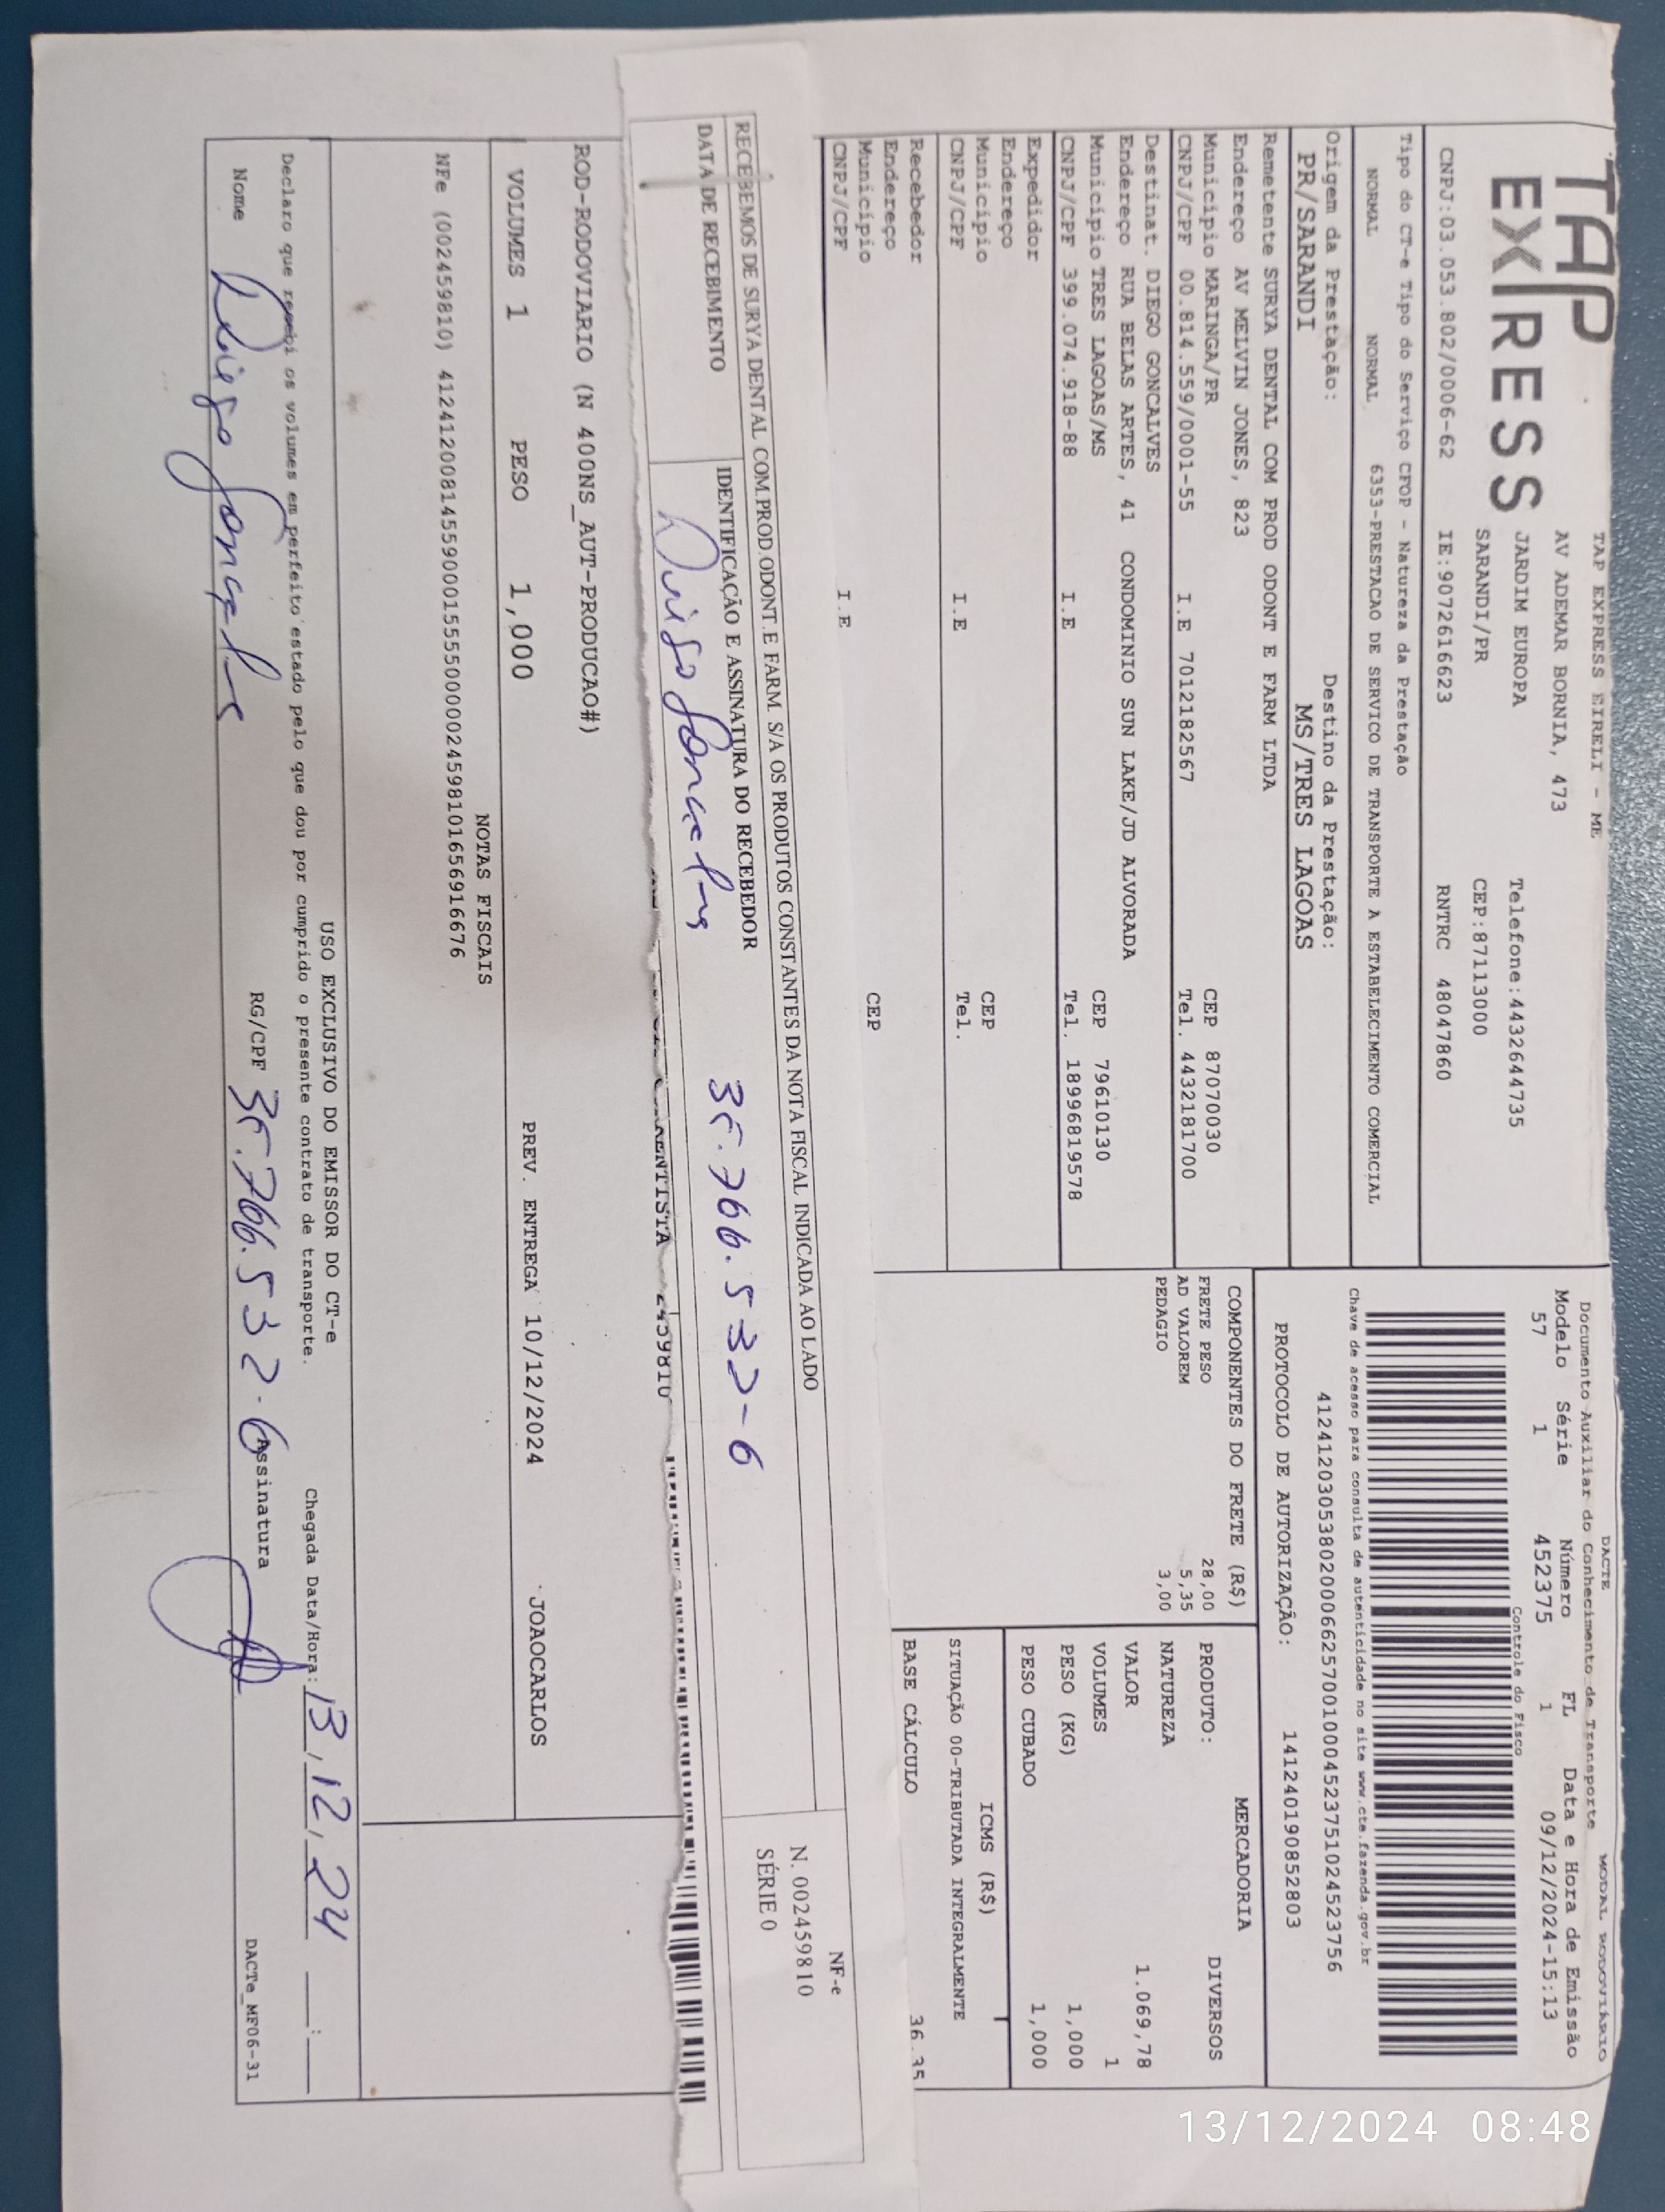 TAP
EXPRESS
TAP EXPRESS EIRELI - ME
AV ADEMAR BORNIA, 473
JARDIM EUROPA Telefone:4432644735
SARANDI/PR CEP:87113000
CNPJ:03.053.802/0006-62 IE:9072616623 RNTRC 48047860
Tipo do CT-e Tipo do Serviço CFOP - Natureza da Prestação
NORMAL NORMAL 6353-PRESTACAO DE SERVICO DE TRANSPORTE A ESTABELECIMENTO COMERCIAL
Origem da Prestação: Destino da Prestação:
PR/SARANDI MS/TRES LAGOAS
Remetente SURYA DENTAL COM PROD ODONT E FARM LTDA
Endereço AV MELVIN JONES, 823
Município MARINGA/PR CEP 87070030
CNPJ/CPF 00.814.559/0001-55 I.E 7012182567 Tel. 4432181700
Destinat. DIEGO GONCALVES
Endereço RUA BELAS ARTES, 41 CONDOMINIO SUN LAKE/JD ALVORADA
Município TRES LAGOAS/MS CEP 79610130
CNPJ/CPF 399.074.918-88 I.E Tel. 18996819578
Expedidor
Endereço
Município CEP
CNPJ/CPF I.E Tel.
Recebedor
Endereço
Município CEP
CNPJ/CPF I.E
DACTE MODAL RODOVIÁRIO
Documento Auxiliar do Conhecimento de Transporte
Modelo Série Número FL Data e Hora de Emissão
57 1 452375 1 09/12/2024-15:13
Controle do Fisco
Chave de acesso para consulta de autenticidade no site www.cte.fazenda.gov.br
41241203053802000662570010004523751024523756
PROTOCOLO DE AUTORIZAÇÃO: 141240190852803
COMPONENTES DO FRETE (R$)
FRETE PESO 28,00
AD VALOREM 5,35
PEDAGIO 3,00
MERCADORIA
PRODUTO: DIVERSOS
NATUREZA
VALOR 1.069,78
VOLUMES 1
PESO (KG) 1,000
PESO CUBADO 1,000
ICMS (R$)
SITUAÇÃO 00-TRIBUTADA INTEGRALMENTE
BASE CÁLCULO 36,35
RECEBEMOS DE SURYA DENTAL COM.PROD.ODONT.E FARM. S/A OS PRODUTOS CONSTANTES DA NOTA FISCAL INDICADA AO LADO
DATA DE RECEBIMENTO IDENTIFICAÇÃO E ASSINATURA DO RECEBEDOR
Diego Goncalves
NF-e
N. 002459810
SÉRIE 0
2459810
ROD-RODOVIARIO (N 400NS_AUT-PRODUCAO#)
VOLUMES 1 PESO 1,000 PREV. ENTREGA 10/12/2024 JOAOCARLOS
NOTAS FISCAIS
NFe (002459810) 41241200814559000155550000024598101656916676
USO EXCLUSIVO DO EMISSOR DO CT-e
Declaro que recebi os volumes em perfeito estado pelo que dou por cumprido o presente contrato de transporte.
Chegada Data/Hora: 13/12/24
Nome Diego Goncalves RG/CPF Assinatura
DACTe_MF06-31
13/12/2024 08:48